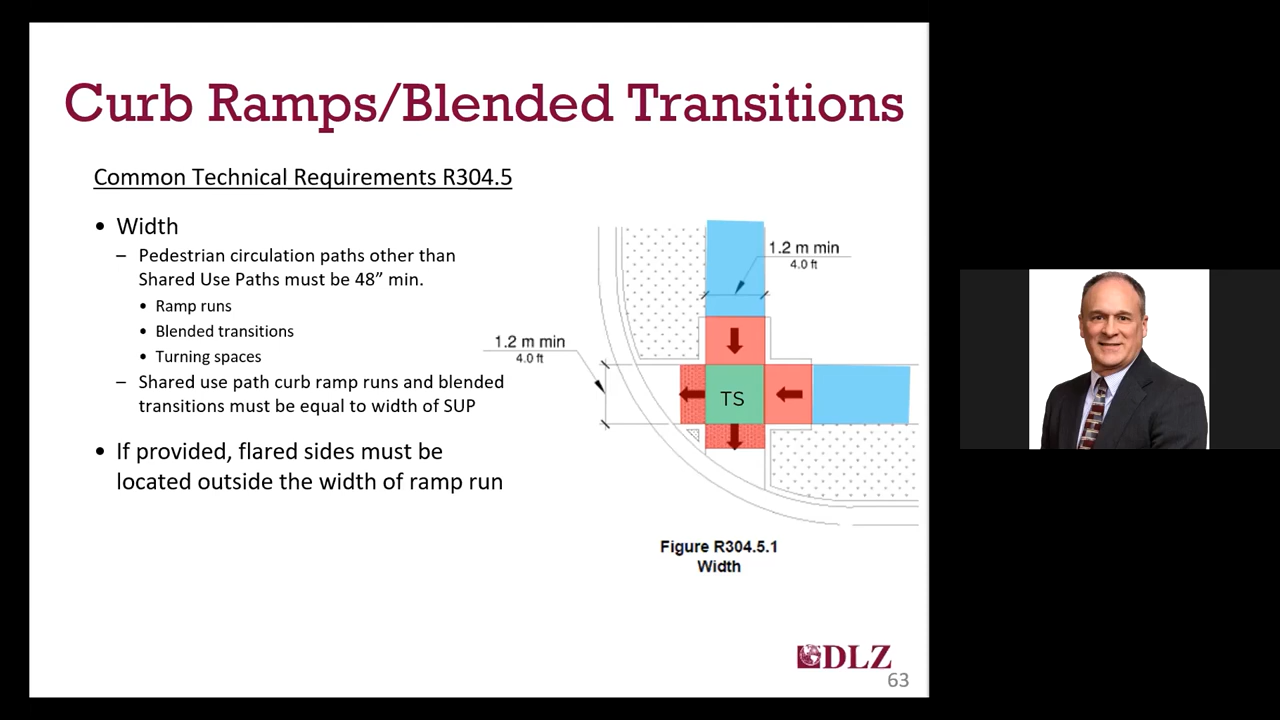 Curb Ramps/Blended Transitions
Common Technical Requirements R304.5
• Width
– Pedestrian circulation paths other than
Shared Use Paths must be 48” min.
• Ramp runs
• Blended transitions
• Turning spaces
– Shared use path curb ramp runs and blended
transitions must be equal to width of SUP
• If provided, flared sides must be
located outside the width of ramp run
1.2 m min
4.0 ft
1.2 m min
4.0 ft
TS
Figure R304.5.1
Width
DLZ
63